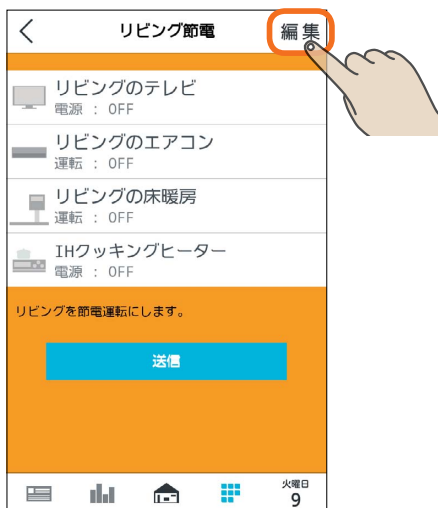 リビング節電
編集
リビングのテレビ
電源 : OFF
リビングのエアコン
運転 : OFF
リビングの床暖房
運転 : OFF
IHクッキングヒーター
電源 : OFF
リビングを節電運転にします。
送信
火曜日
9